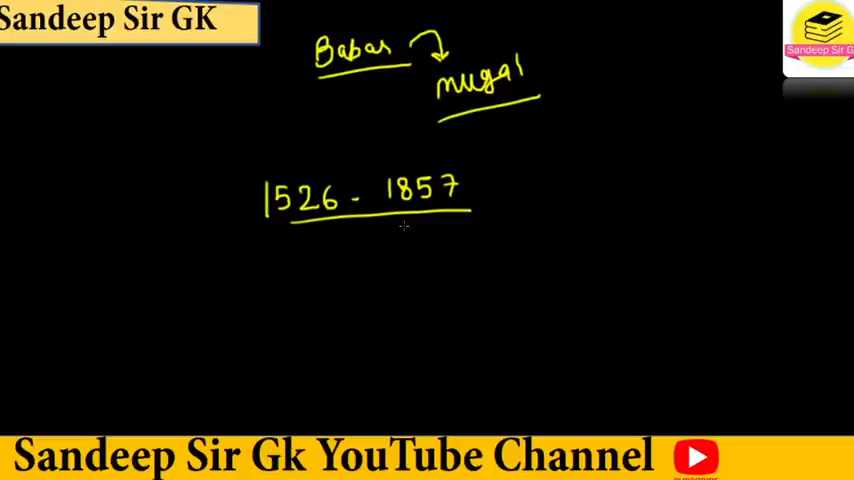 Sandeep Sir GK
Babar
mugal
Sandeep Sir G
1526 - 1857
Sandeep Sir Gk YouTube Channel